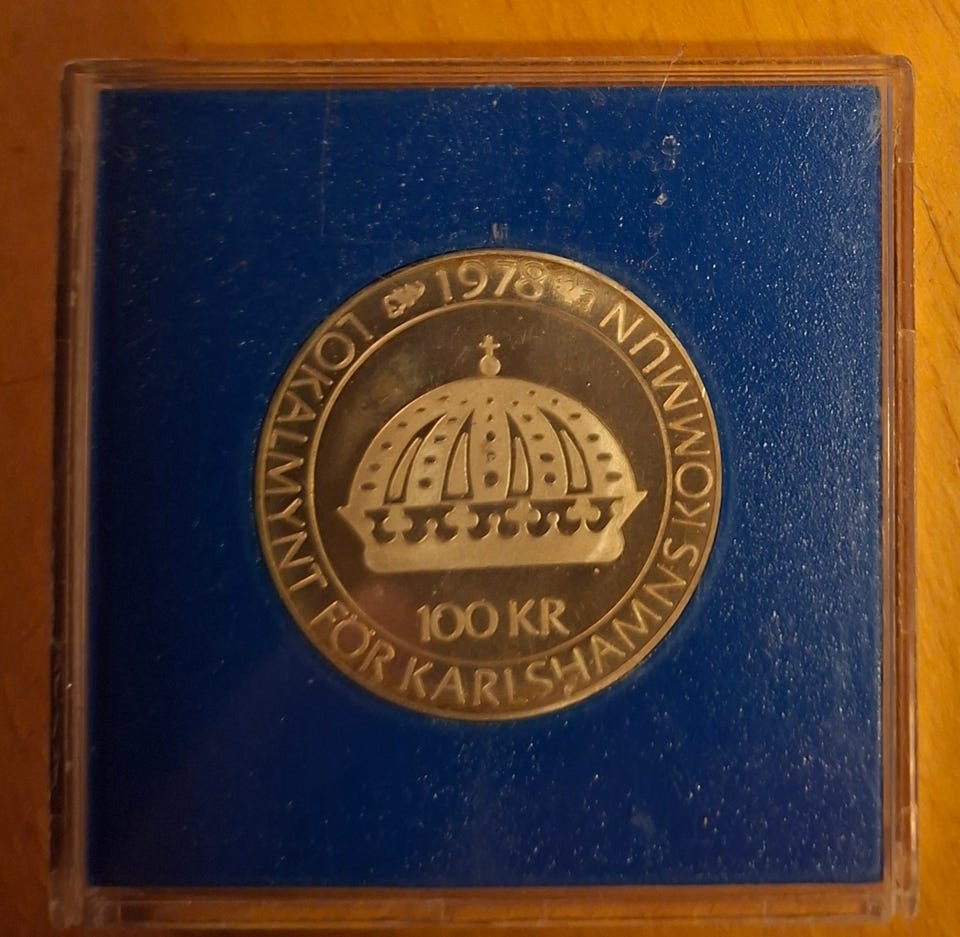 1978
LOKALMYNT FÖR KARLSHAMNS KOMMUN
100 KR